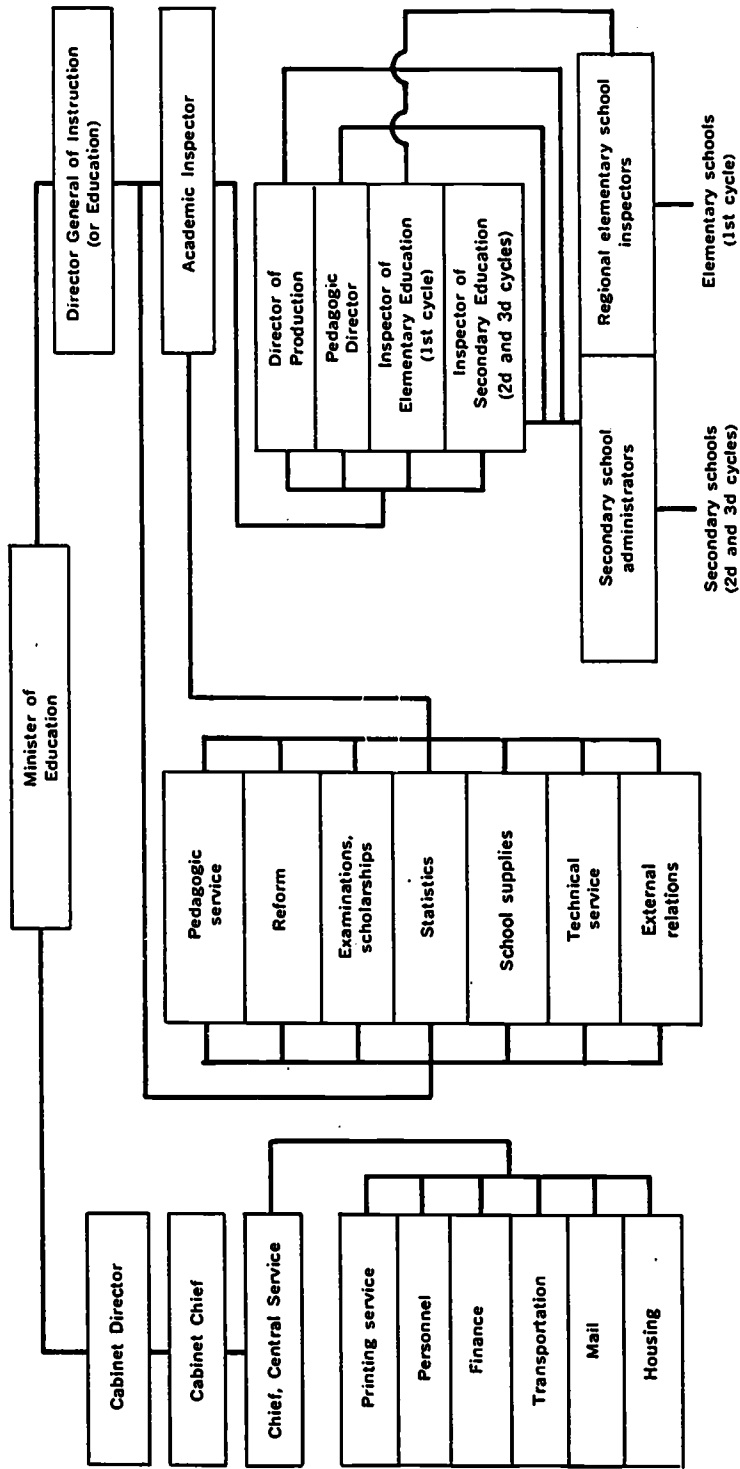 Minister of
Education
Cabinet Director
Cabinet Chief
Chief, Central Service
Printing service
Personnel
Finance
Transportation
Mail
Housing
Pedagogic
service
Reform
Examinations,
scholarships
Statistics
School supplies
Technical
service
External
relations
Director General of Instruction
(or Education)
Academic Inspector
Director of
Production
Pedagogic
Director
Inspector of
Elementary Education
(1st cycle)
Inspector of
Secondary Education
(2d and 3d cycles)
Secondary school
administrators
Regional elementary school
inspectors
Secondary schools
(2d and 3d cycles)
Elementary schools
(1st cycle)